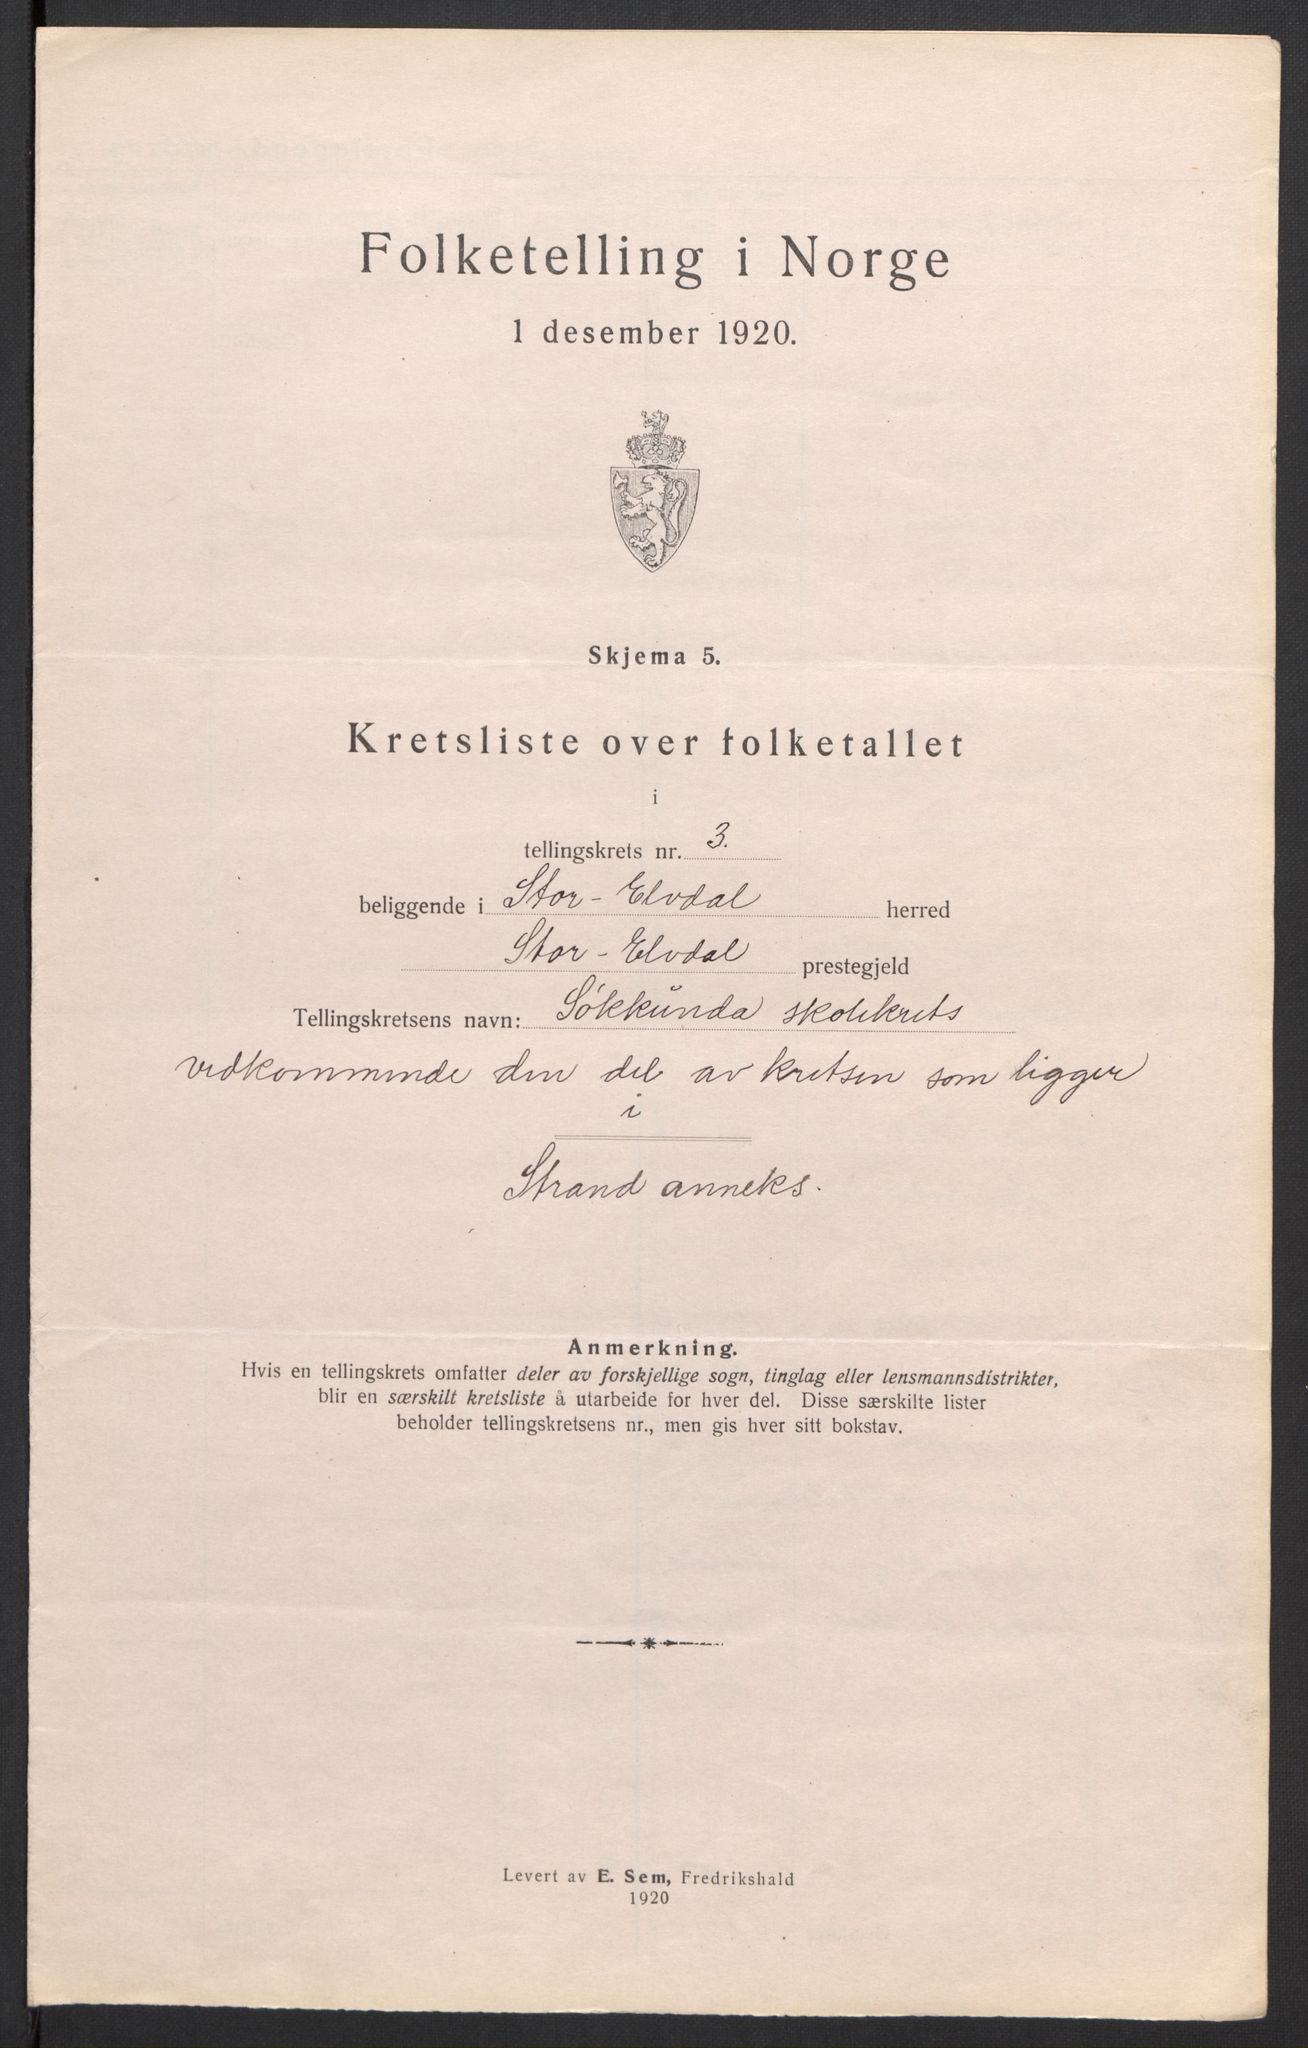 Folketelling i Norge
1 desember 1920.
Skjema 5.
Kretsliste over folketallet
i
tellingskrets nr. 3.
beliggende i Stor-Elvdal herred
Stor-Elvdal prestegjeld
Tellingskretsens navn: Søkkunda skolekrets
vedkommende den del av kretsen som ligger
i
Strand anneks.
Anmerkning.
Hvis en tellingskrets omfatter deler av forskjellige sogn, tinglag eller lensmannsdistrikter,
blir en særskilt kretsliste å utarbeide for hver del. Disse særskilte lister
beholder tellingskretsens nr., men gis hver sitt bokstav.
Levert av E. Sem, Fredrikshald
1920